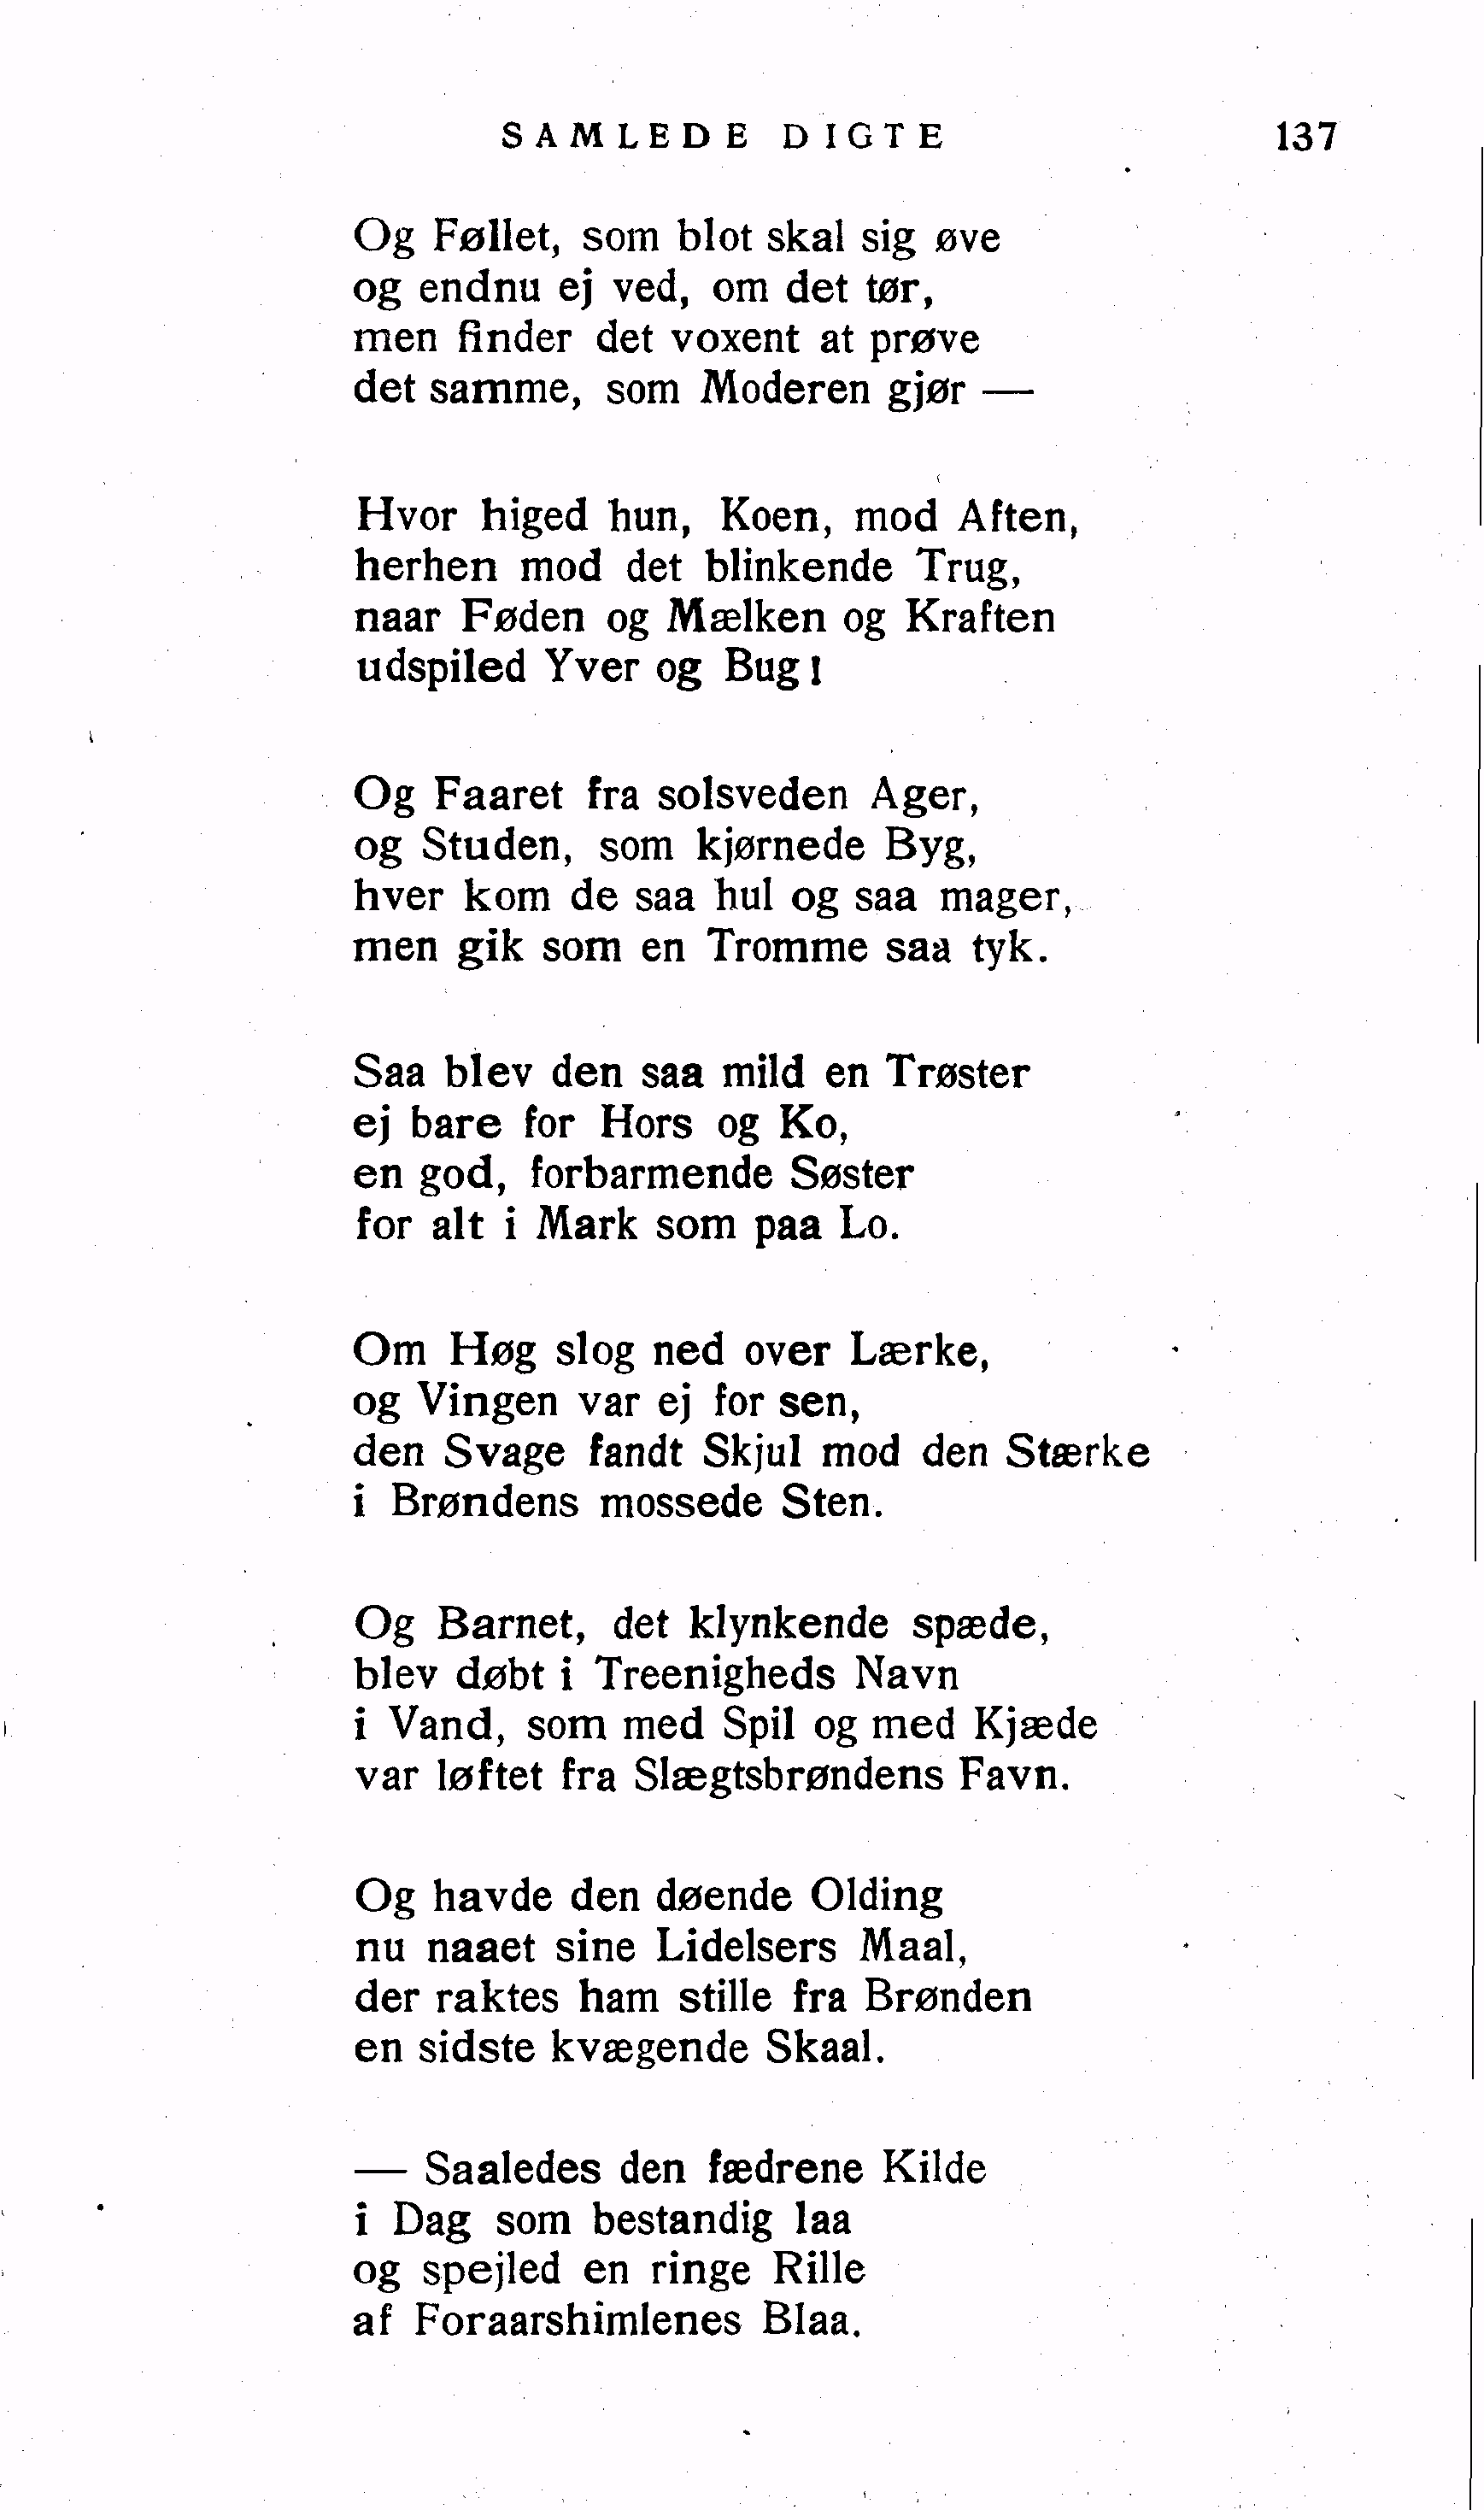 SAMLEDE DIGTE 137
Og Føllet, som blot skal sig øve
og endnu ej ved, om det tør,
men finder det voxent at prøve
det samme, som Moderen gjør —
Hvor higed hun, Koen, mod Aften,
herhen mod det blinkende Trug,
naar Føden og Mælken og Kraften
udspiled Yver og Bug!
Og Faaret fra solsveden Ager,
og Studen, som kjørnede Byg,
hver kom de saa hul og saa mager,
men gik som en Tromme saa tyk.
Saa blev den saa mild en Trøster
ej bare for Hors og Ko,
en god, forbarmende Søster
for alt i Mark som paa Lo.
Om Høg slog ned over Lærke,
og Vingen var ej for sen,
den Svage fandt Skjul mod den Stærke
i Brøndens mossede Sten.
Og Barnet, det klynkende spæde,
blev døbt i Treenigheds Navn
i Vand, som med Spil og med Kjæde
var løftet fra Slægtsbrøndens Favn.
Og havde den døende Olding
nu naaet sine Lidelsers Maal,
der raktes ham stille fra Brønden
en sidste kvægende Skaal.
— Saaledes den fædrene Kilde
i Dag som bestandig laa
og spejled en ringe Rille
af Foraarshimlenes Blaa.